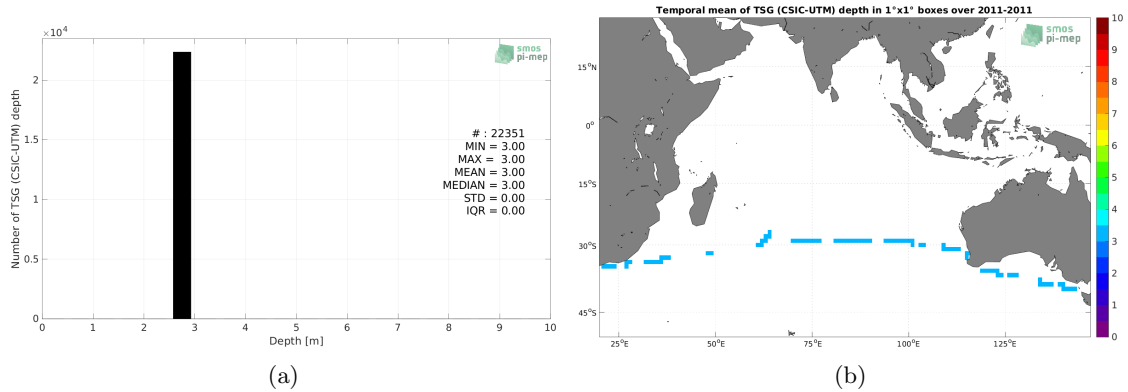 ×10⁴
2
1.5
1
0.5
0
Number of TSG (CSIC-UTM) depth
0 1 2 3 4 5 6 7 8 9 10
Depth [m]
smos
pi-mep
# : 22351
MIN = 3.00
MAX = 3.00
MEAN = 3.00
MEDIAN = 3.00
STD = 0.00
IQR = 0.00
(a)
Temporal mean of TSG (CSIC-UTM) depth in 1°x1° boxes over 2011-2011
smos
pi-mep
15°N
0°
15°S
30°S
45°S
25°E 50°E 75°E 100°E 125°E
10
9
8
7
6
5
4
3
2
1
0
(b)